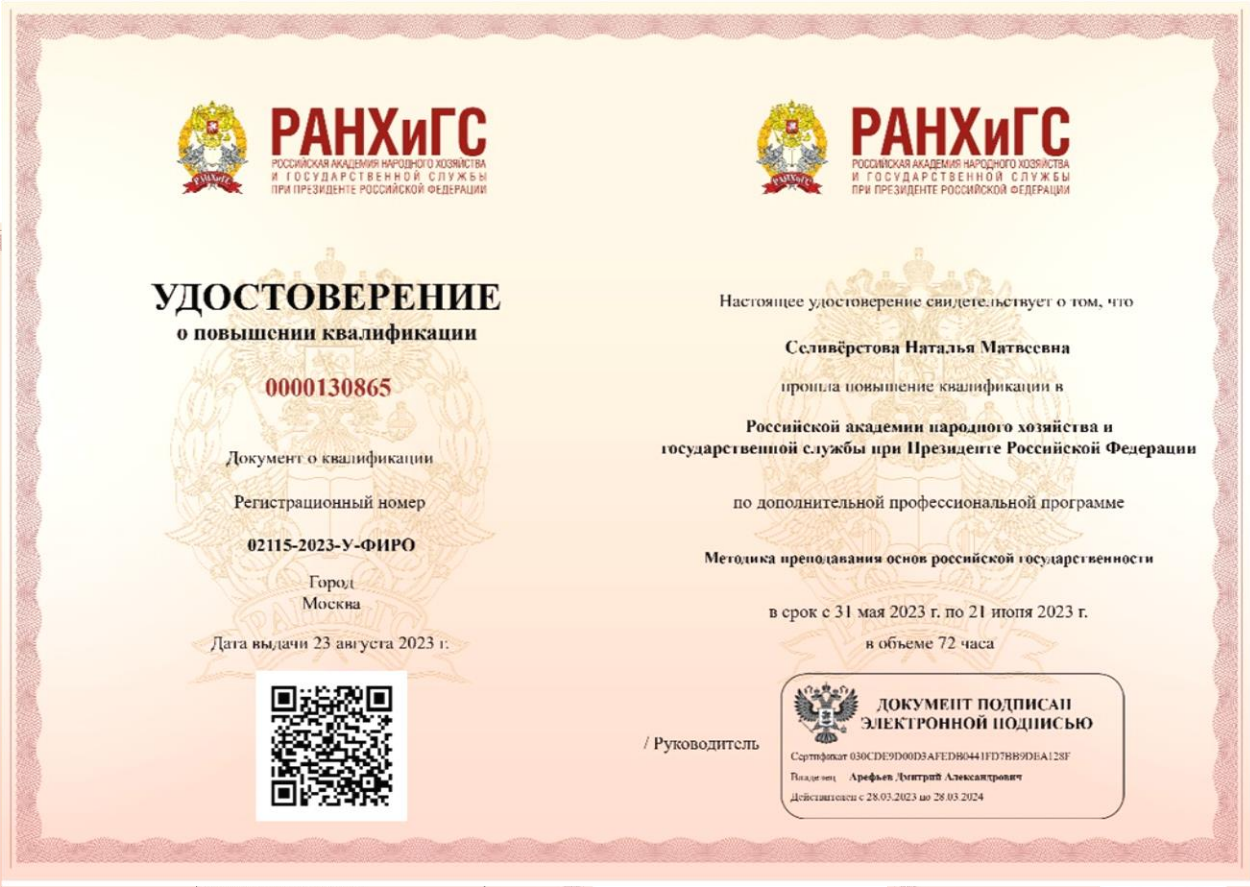 РАНХиГС
РОССИЙСКАЯ АКАДЕМИЯ НАРОДНОГО ХОЗЯЙСТВА
И ГОСУДАРСТВЕННОЙ СЛУЖБЫ
ПРИ ПРЕЗИДЕНТЕ РОССИЙСКОЙ ФЕДЕРАЦИИ
УДОСТОВЕРЕНИЕ
о повышении квалификации
0000130865
Документ о квалификации
Регистрационный номер
02115-2023-У-ФИРО
Город
Москва
Дата выдачи 23 августа 2023 г.
РАНХиГС
РОССИЙСКАЯ АКАДЕМИЯ НАРОДНОГО ХОЗЯЙСТВА
И ГОСУДАРСТВЕННОЙ СЛУЖБЫ
ПРИ ПРЕЗИДЕНТЕ РОССИЙСКОЙ ФЕДЕРАЦИИ
Настоящее удостоверение свидетельствует о том, что
Селивёрстова Наталья Матвеевна
прошла повышение квалификации в
Российской академии народного хозяйства и
государственной службы при Президенте Российской Федерации
по дополнительной профессиональной программе
Методика преподавания основ российской государственности
в срок с 31 мая 2023 г. по 21 июня 2023 г.
в объеме 72 часа
/ Руководитель
ДОКУМЕНТ ПОДПИСАН
ЭЛЕКТРОННОЙ ПОДПИСЬЮ
Сертификат
Владелец Арефьев Дмитрий Александрович
Действителен с 28.03.2023 по 28.03.2024